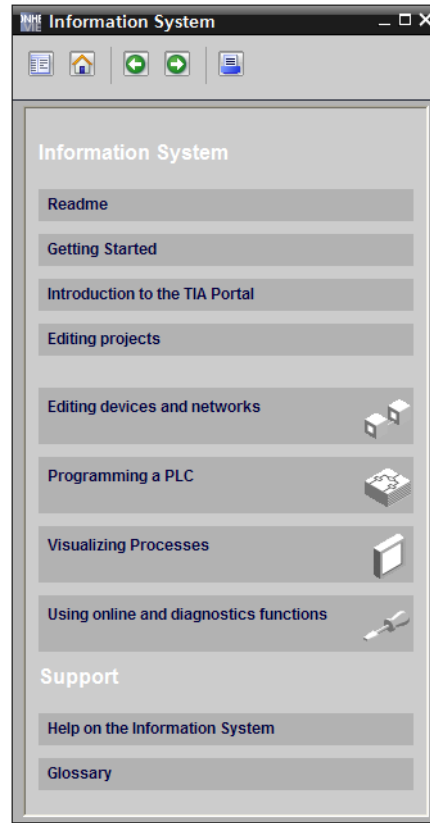 Information System
Information System
Readme
Getting Started
Introduction to the TIA Portal
Editing projects
Editing devices and networks
Programming a PLC
Visualizing Processes
Using online and diagnostics functions
Support
Help on the Information System
Glossary